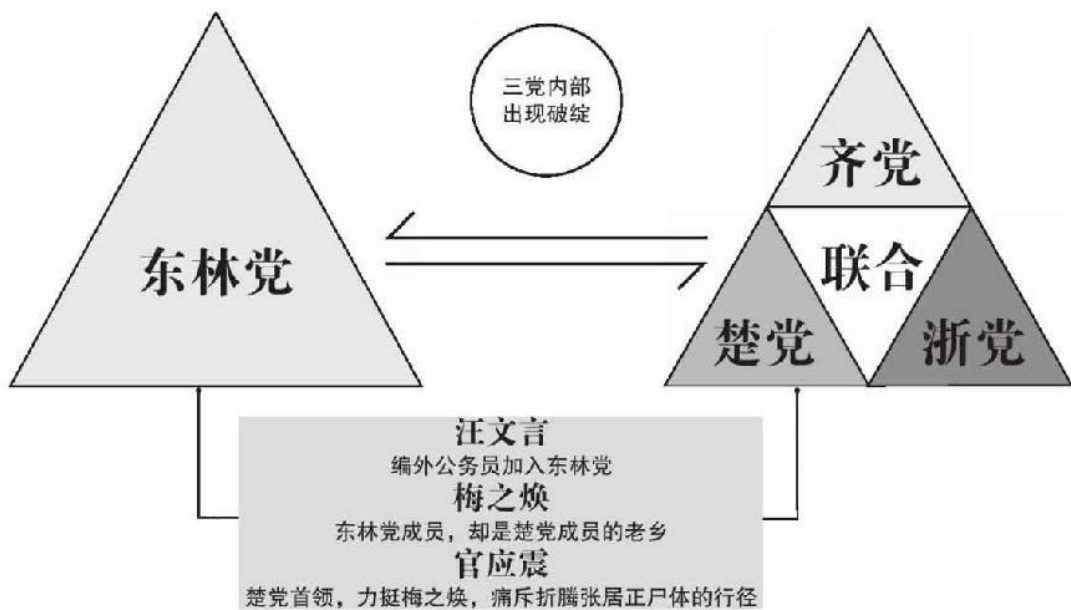 三党内部
出现破绽
东林党
齐党
联合
楚党
浙党
汪文言
编外公务员加入东林党
梅之焕
东林党成员，却是楚党成员的老乡
官应震
楚党首领，力挺梅之焕，痛斥折腾张居正尸体的行径